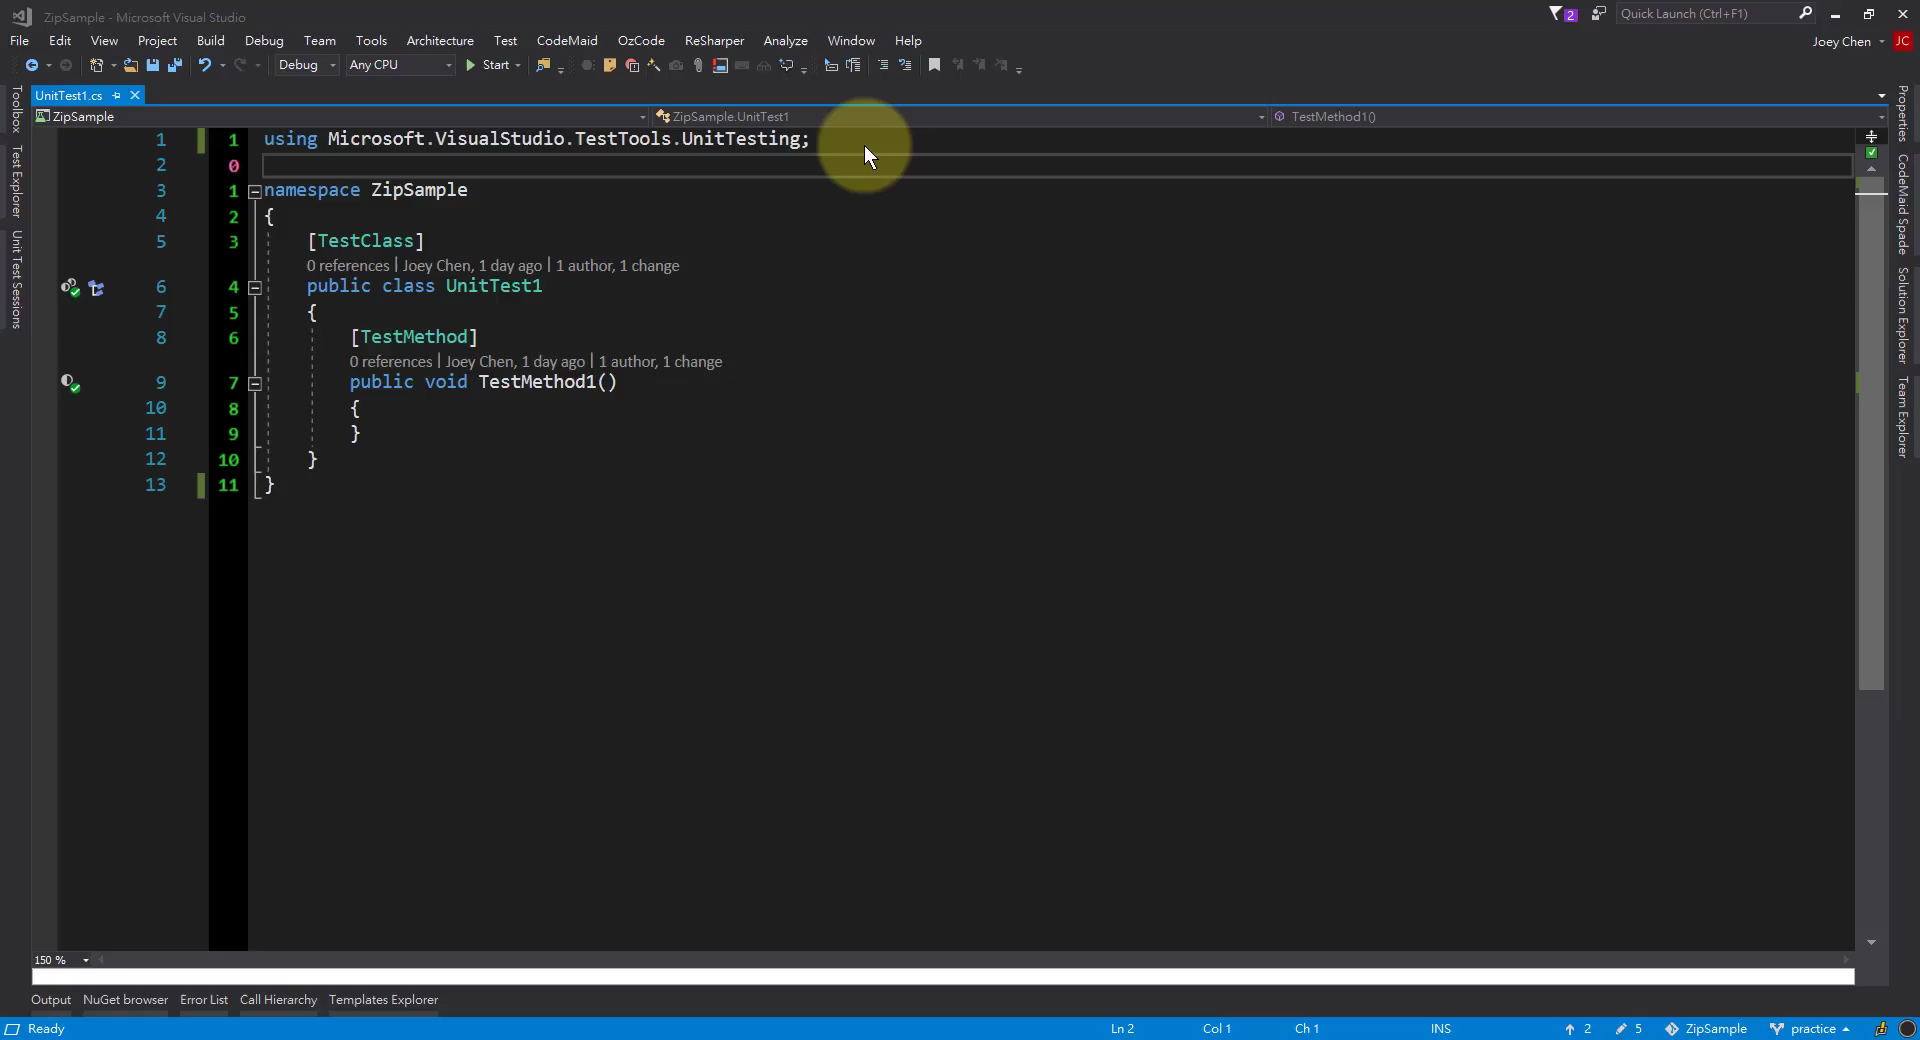 ZipSample - Microsoft Visual Studio
2
Quick Launch (Ctrl+F1)
File Edit View Project Build Debug Team Tools Architecture Test CodeMaid OzCode ReSharper Analyze Window Help
Joey Chen JC
Debug Any CPU Start
UnitTest1.cs
ZipSample ZipSample.UnitTest1 TestMethod1()
Toolbox
Test Explorer
Unit Test Sessions
1 1 using Microsoft.VisualStudio.TestTools.UnitTesting;
2 0
3 1 namespace ZipSample
4 2 {
5 3 [TestClass]
0 references | Joey Chen, 1 day ago | 1 author, 1 change
6 4 public class UnitTest1
7 5 {
8 6 [TestMethod]
0 references | Joey Chen, 1 day ago | 1 author, 1 change
9 7 public void TestMethod1()
10 8 {
11 9 }
12 10 }
13 11 }
Properties
CodeMaid Spade
Solution Explorer
Team Explorer
150 %
Output NuGet browser Error List Call Hierarchy Templates Explorer
Ready Ln 2 Col 1 Ch 1 INS 2 5 ZipSample practice